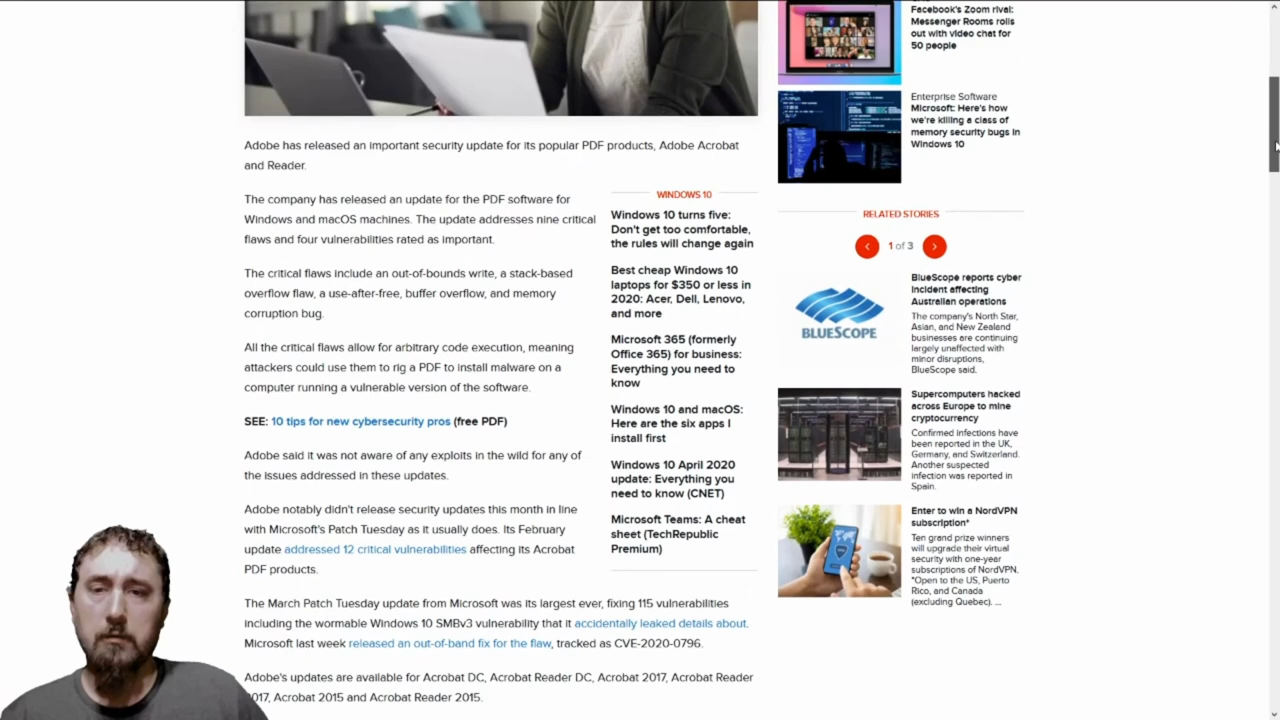 Adobe has released an important security update for its popular PDF products, Adobe Acrobat
and Reader.
The company has released an update for the PDF software for
Windows and macOS machines. The update addresses nine critical
flaws and four vulnerabilities rated as important.
The critical flaws include an out-of-bounds write, a stack-based
overflow flaw, a use-after-free, buffer overflow, and memory
corruption bug.
All the critical flaws allow for arbitrary code execution, meaning
attackers could use them to rig a PDF to install malware on a
computer running a vulnerable version of the software.
SEE: 10 tips for new cybersecurity pros (free PDF)
Adobe said it was not aware of any exploits in the wild for any of
the issues addressed in these updates.
Adobe notably didn't release security updates this month in line
with Microsoft's Patch Tuesday as it usually does. Its February
update addressed 12 critical vulnerabilities affecting its Acrobat
PDF products.
The March Patch Tuesday update from Microsoft was its largest ever, fixing 115 vulnerabilities
including the wormable Windows 10 SMBv3 vulnerability that it accidentally leaked details about.
Microsoft last week released an out-of-band fix for the flaw, tracked as CVE-2020-0796.
Adobe's updates are available for Acrobat DC, Acrobat Reader DC, Acrobat 2017, Acrobat Reader
017, Acrobat 2015 and Acrobat Reader 2015.
WINDOWS 10
Windows 10 turns five:
Don't get too comfortable,
the rules will change again
Best cheap Windows 10
laptops for $350 or less in
2020: Acer, Dell, Lenovo,
and more
Microsoft 365 (formerly
Office 365) for business:
Everything you need to
know
Windows 10 and macOS:
Here are the six apps I
install first
Windows 10 April 2020
update: Everything you
need to know (CNET)
Microsoft Teams: A cheat
sheet (TechRepublic
Premium)
Facebook's Zoom rival:
Messenger Rooms rolls
out with video chat for
50 people
Enterprise Software
Microsoft: Here's how
we're killing a class of
memory security bugs in
Windows 10
RELATED STORIES
1 of 3
BLUESCOPE
BlueScope reports cyber
incident affecting
Australian operations
The company's North Star,
Asian, and New Zealand
businesses are continuing
largely unaffected with
minor disruptions,
BlueScope said.
Supercomputers hacked
across Europe to mine
cryptocurrency
Confirmed infections have
been reported in the UK,
Germany, and Switzerland.
Another suspected
infection was reported in
Spain.
Enter to win a NordVPN
subscription*
Ten grand prize winners
will upgrade their virtual
security with one-year
subscriptions of NordVPN.
*Open to the US, Puerto
Rico, and Canada
(excluding Quebec). ...